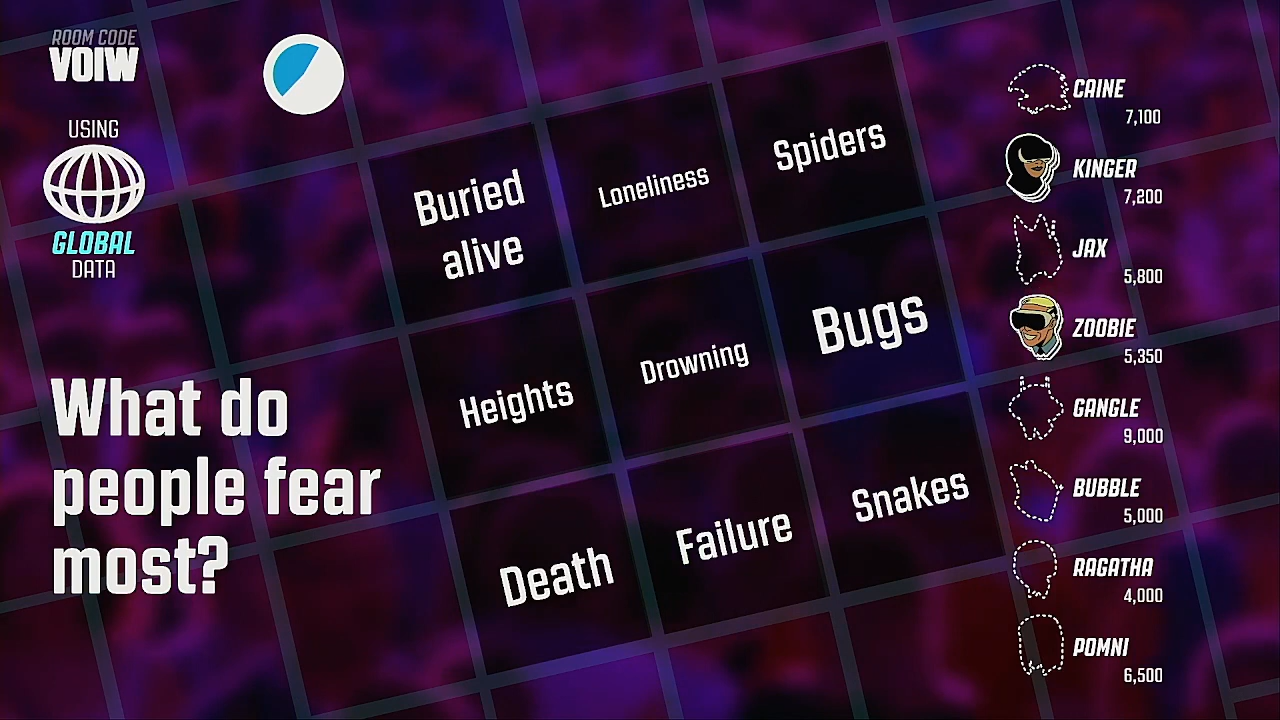 ROOM CODE
VOIW
USING
GLOBAL
DATA
What do
people fear
most?
Buried
alive
Loneliness
Spiders
Heights
Drowning
Bugs
Death
Failure
Snakes
CAINE
7,100
KINGER
7,200
JAX
5,800
ZOOBIE
5,350
GANGLE
9,000
BUBBLE
5,000
RAGATHA
4,000
POMNI
6,500